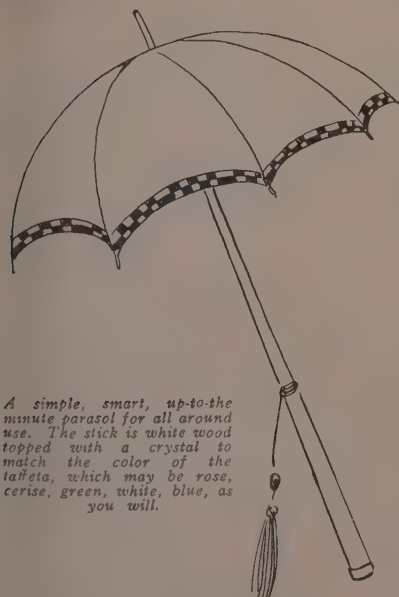 A simple, smart, up-to-the
minute parasol for all around
use. The stick is white wood
topped with a crystal to
match the color of the
taffeta, which may be rose,
cerise, green, white, blue, as
you will.